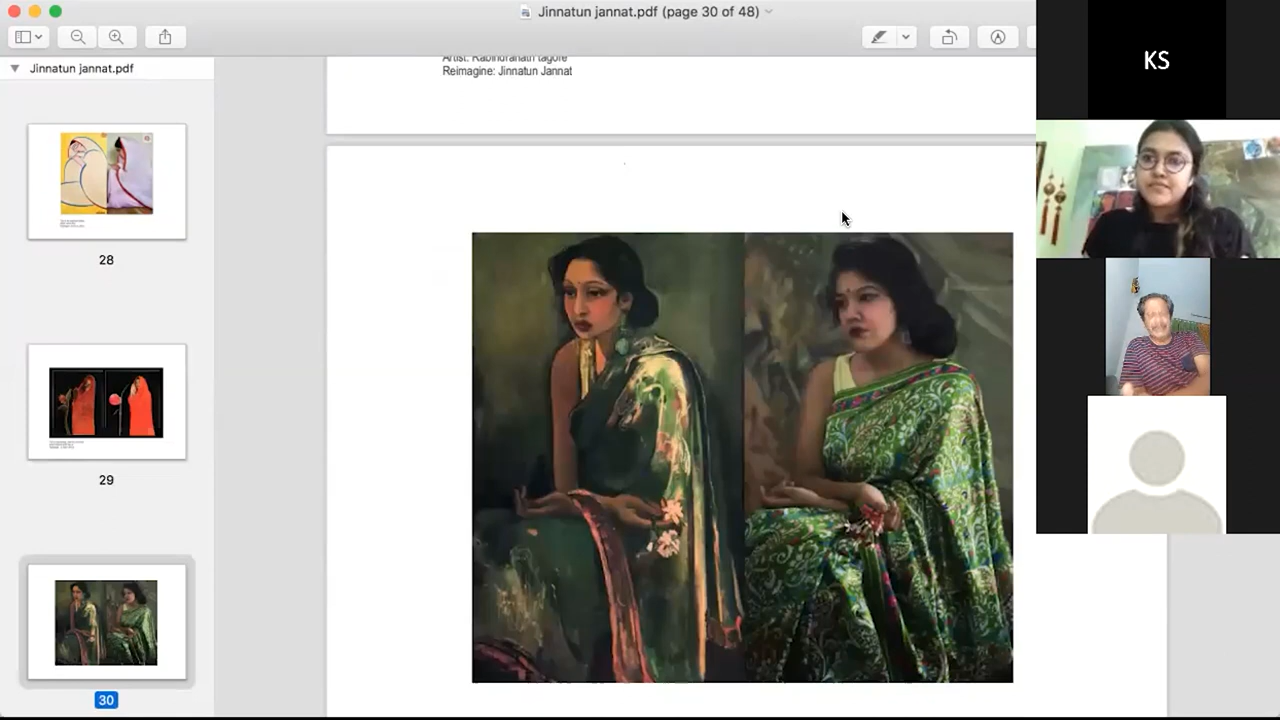 Jinnatun jannat.pdf (page 30 of 48)
Jinnatun jannat.pdf
28
29
30
Artist: Rabindranath tagore
Reimagine: Jinnatun Jannat
KS